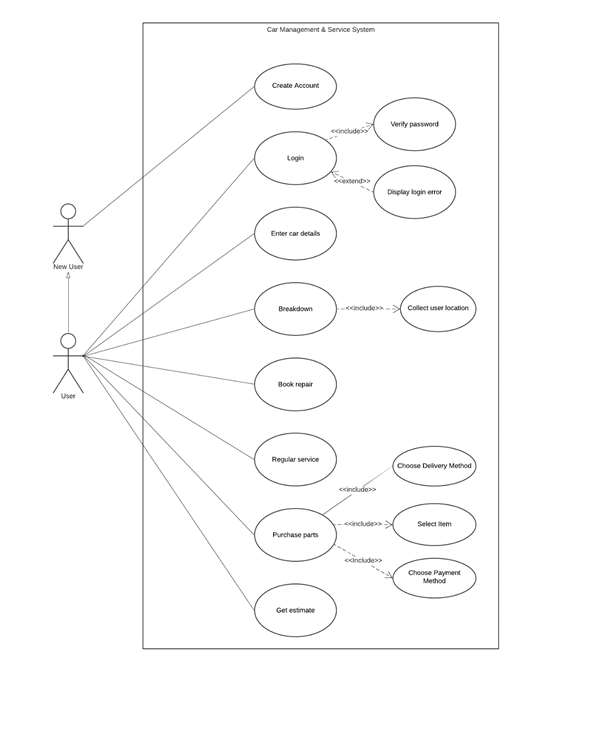 Car Management & Service System
Create Account
Verify password
<<include>>
Login
<<extend>>
Display login error
Enter car details
New User
Breakdown
<<include>>
Collect user location
Book repair
User
Regular service
Choose Delivery Method
<<include>>
Purchase parts
<<include>>
Select Item
<<Include>>
Choose Payment
Method
Get estimate